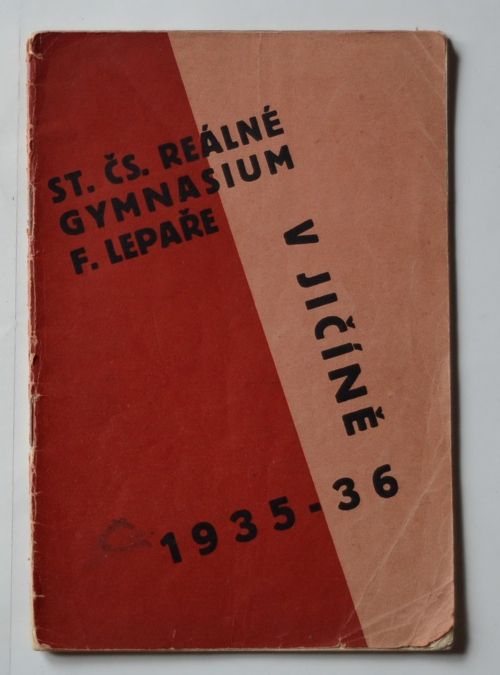 ST. ČS. REÁLNÉ
GYMNASIUM
F. LEPAŘE
V JIČÍNĚ
1935-36